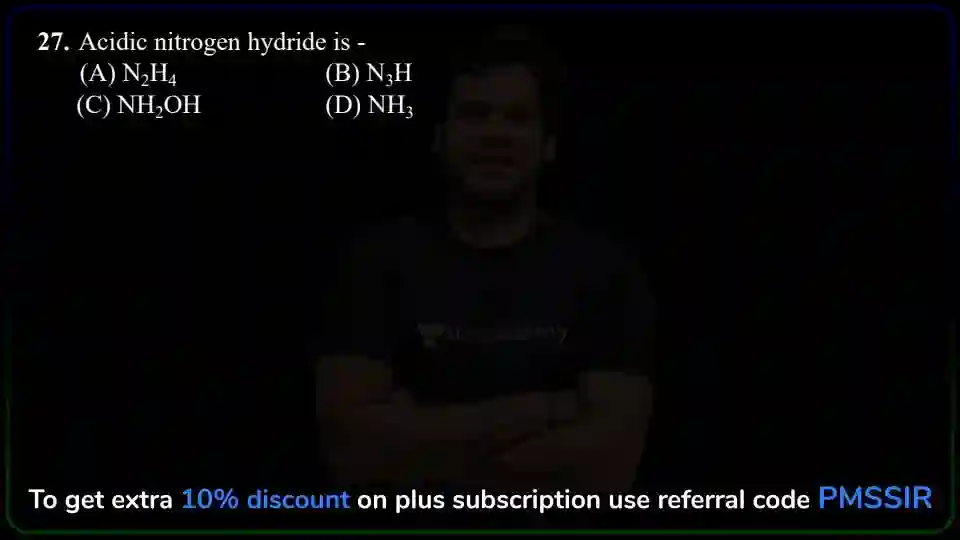 27. Acidic nitrogen hydride is -
(A) N₂H₄ (B) N₃H
(C) NH₂OH (D) NH₃
To get extra 10% discount on plus subscription use referral code PMSSIR